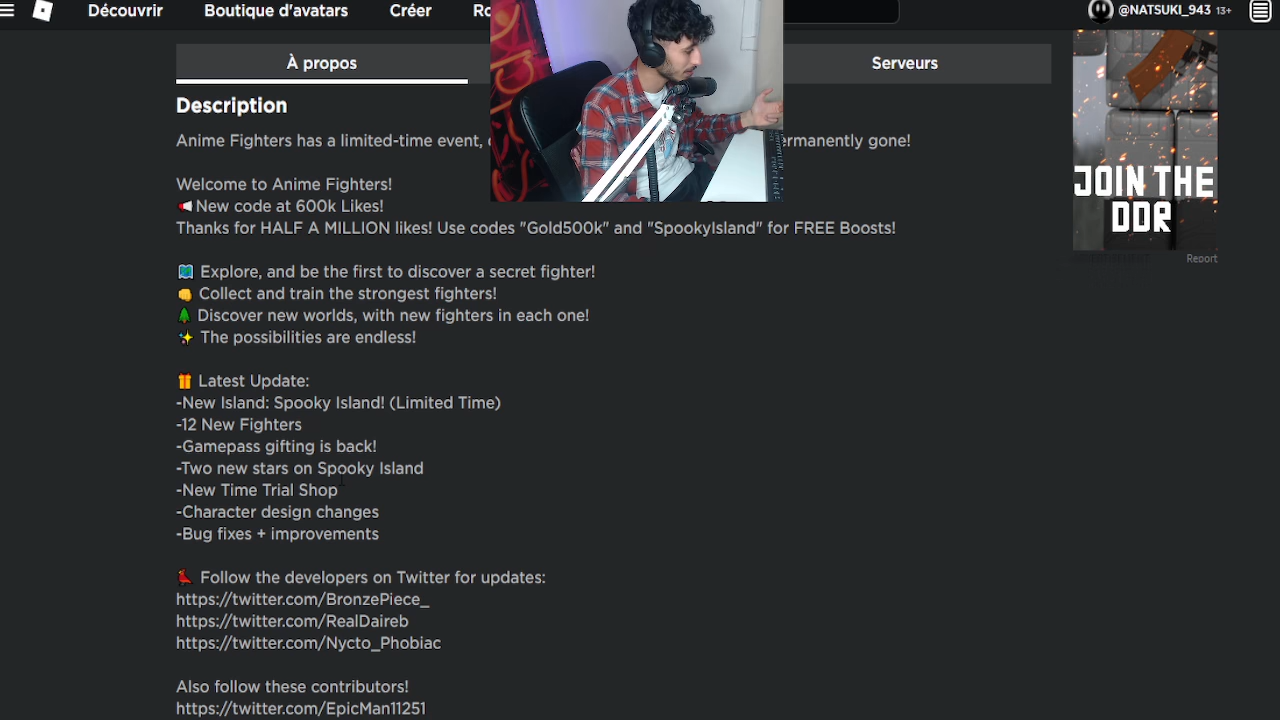 Découvrir Boutique d'avatars Créer Ro @NATSUKI_943 13+
À propos Serveurs
Description
Anime Fighters has a limited-time event, ermanently gone!
Welcome to Anime Fighters!
📢New code at 600k Likes!
Thanks for HALF A MILLION likes! Use codes "Gold500k" and "SpookyIsland" for FREE Boosts!
🗺 Explore, and be the first to discover a secret fighter!
👊 Collect and train the strongest fighters!
🌲 Discover new worlds, with new fighters in each one!
✨ The possibilities are endless!
🎁 Latest Update:
-New Island: Spooky Island! (Limited Time)
-12 New Fighters
-Gamepass gifting is back!
-Two new stars on Spooky Island
-New Time Trial Shop
-Character design changes
-Bug fixes + improvements
Follow the developers on Twitter for updates:
https://twitter.com/BronzePiece_
https://twitter.com/RealDaireb
https://twitter.com/Nycto_Phobiac
Also follow these contributors!
https://twitter.com/EpicMan11251
JOIN THE
DDR
Report